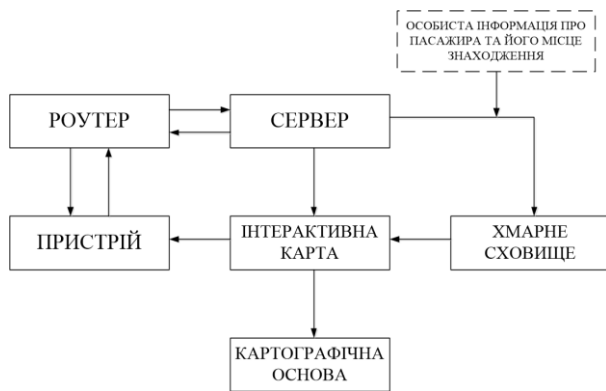 ОСОБИСТА ІНФОРМАЦІЯ ПРО
ПАСАЖИРА ТА ЙОГО МІСЦЕ
ЗНАХОДЖЕННЯ
РОУТЕР
СЕРВЕР
ПРИСТРІЙ
ІНТЕРАКТИВНА
КАРТА
ХМАРНЕ
СХОВИЩЕ
КАРТОГРАФІЧНА
ОСНОВА